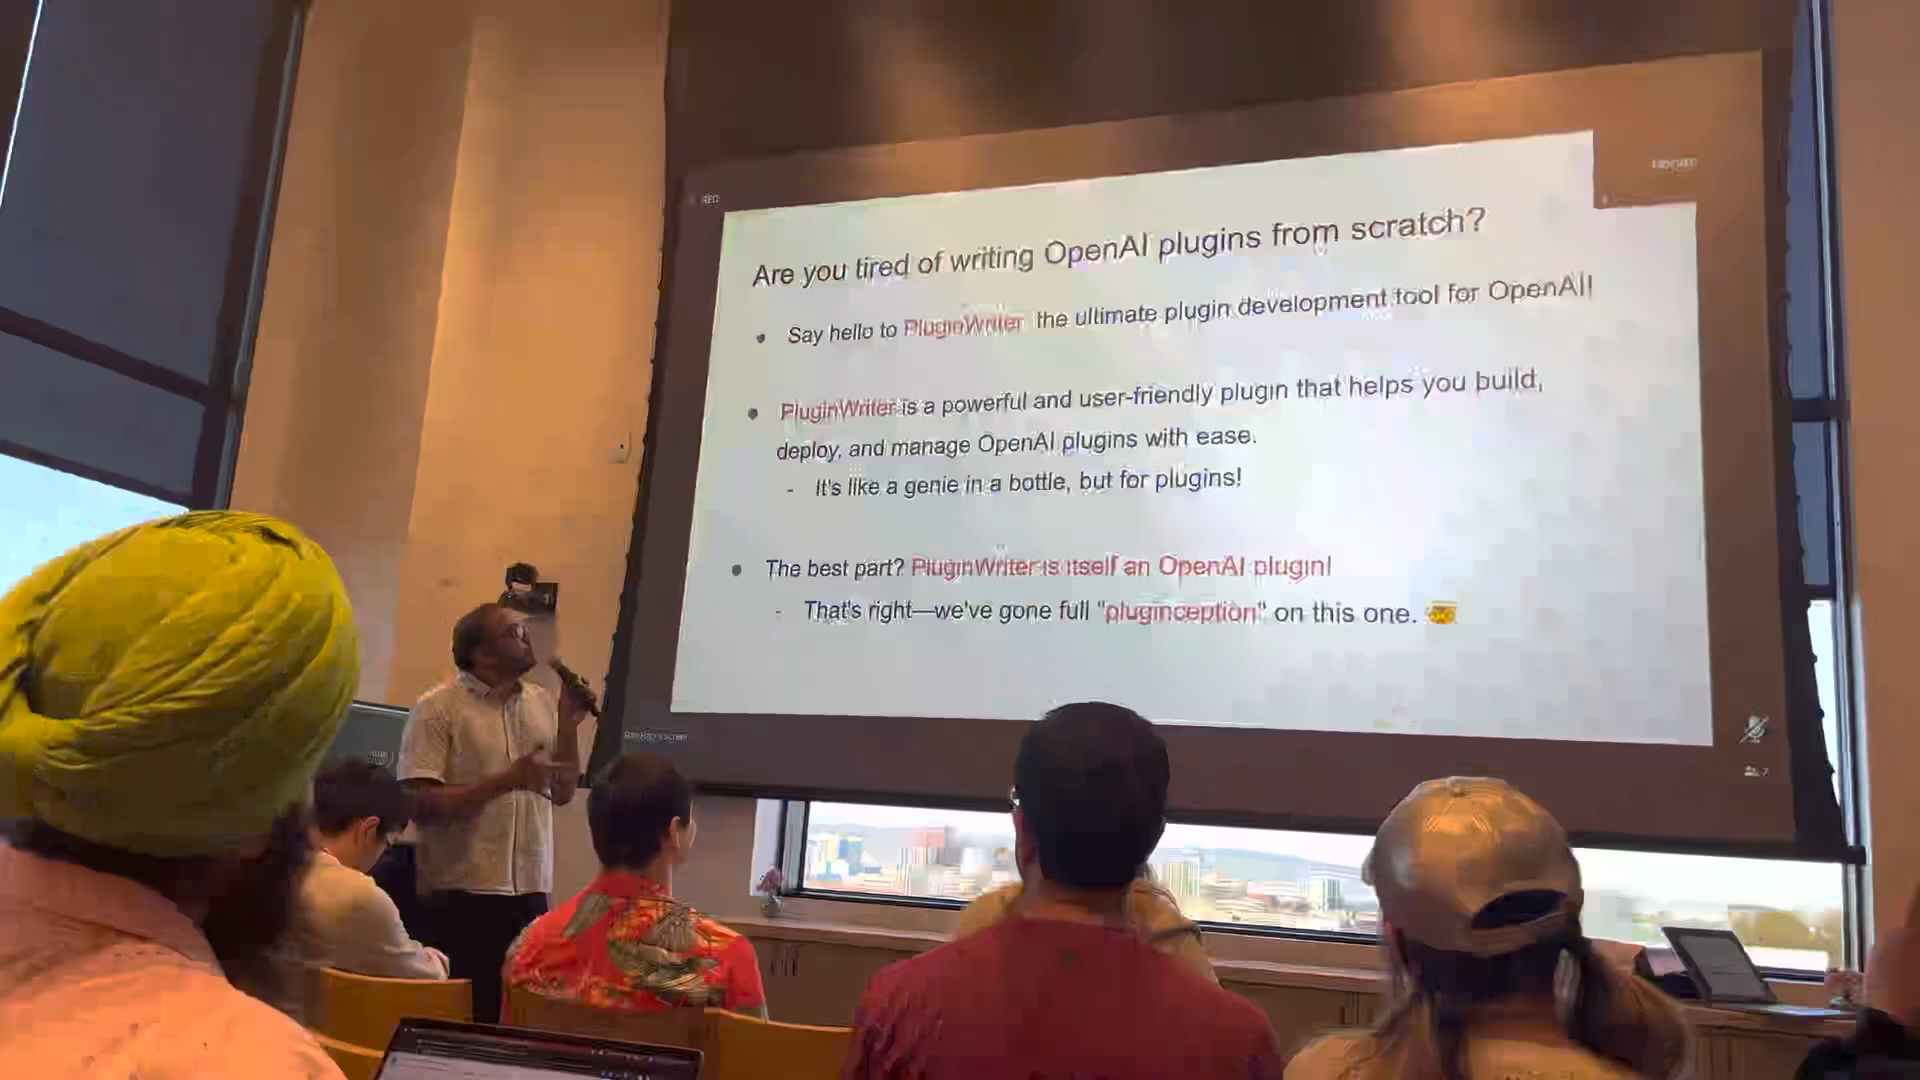 REC
Are you tired of writing OpenAI plugins from scratch?
Say hello to PluginWriter the ultimate plugin development tool for OpenAI!
PluginWriter is a powerful and user-friendly plugin that helps you build,
deploy, and manage OpenAI plugins with ease.
- It's like a genie in a bottle, but for plugins!
The best part? PluginWriter is itself an OpenAI plugin!
- That's right—we've gone full "pluginception" on this one. 🤯